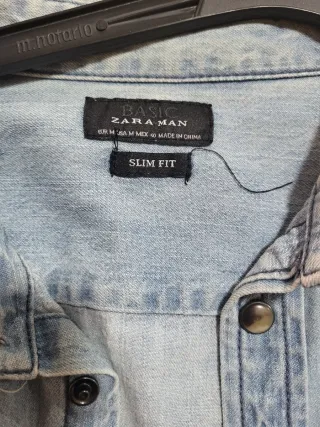 m.notario
BASIC
ZARA MAN
EUR M USA M MEX 40 MADE IN CHINA
SLIM FIT